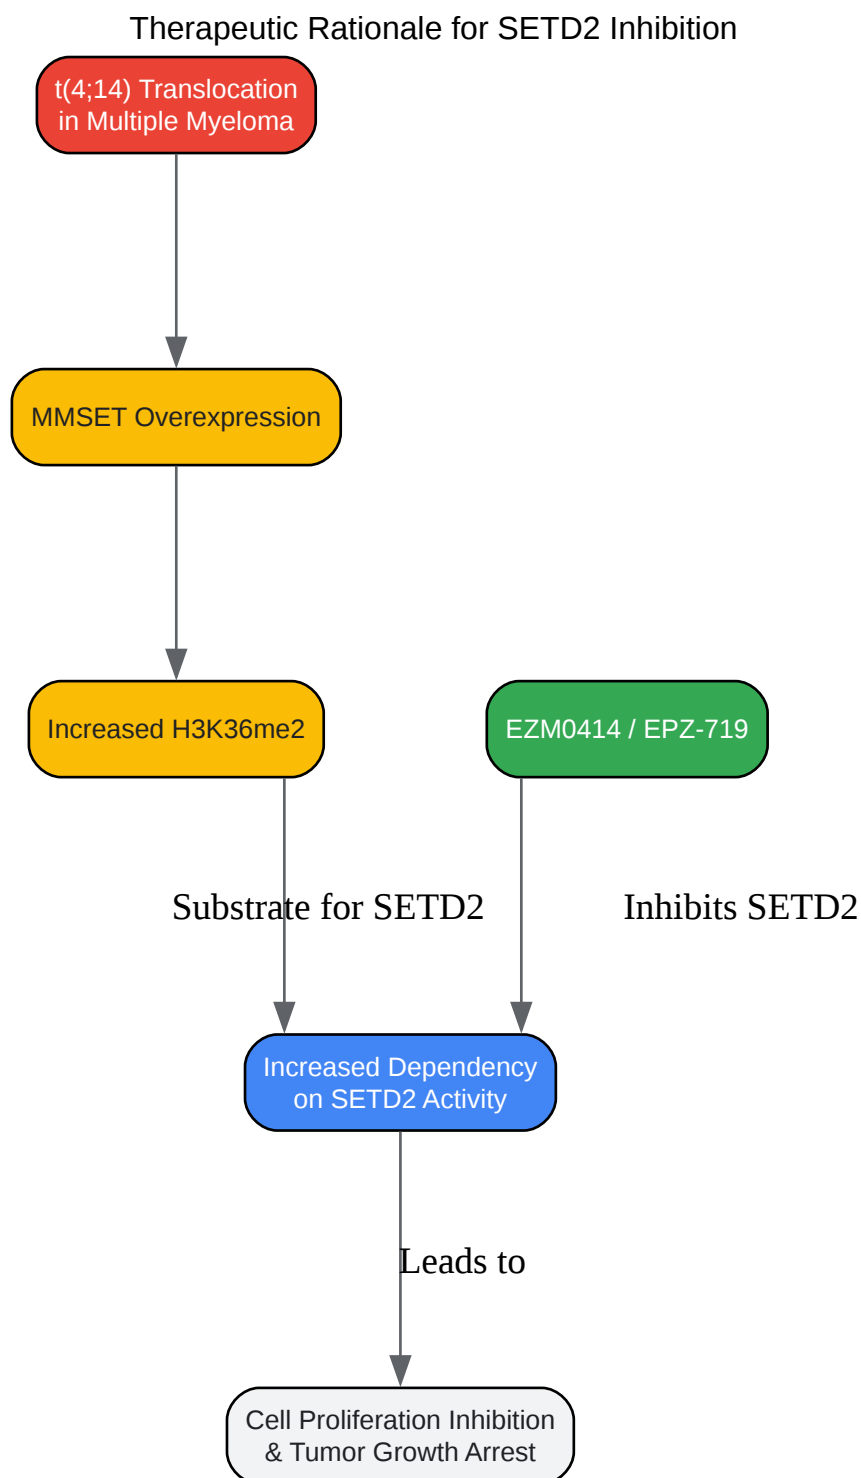 Therapeutic Rationale for SETD2 Inhibition
t(4;14) Translocation
in Multiple Myeloma
MMSET Overexpression
Increased H3K36me2
EZM0414 / EPZ-719
Substrate for SETD2
Inhibits SETD2
Increased Dependency
on SETD2 Activity
Leads to
Cell Proliferation Inhibition
& Tumor Growth Arrest